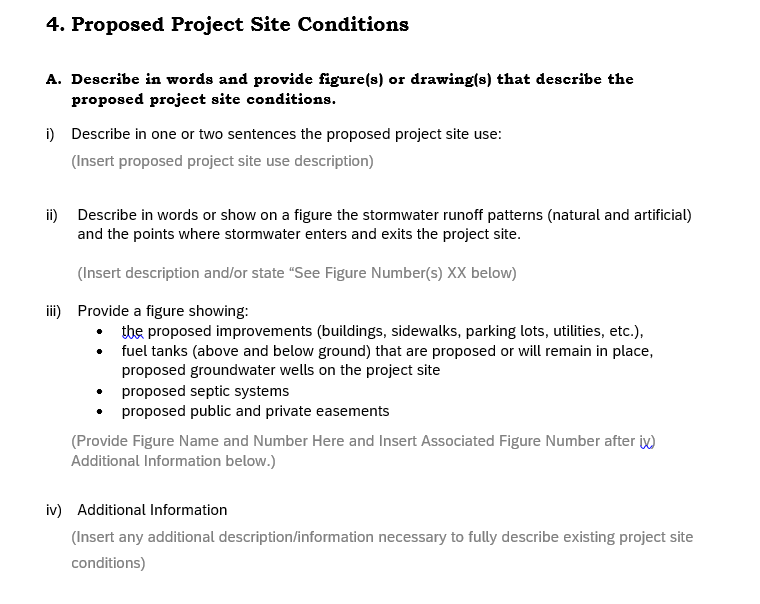 4. Proposed Project Site Conditions
A. Describe in words and provide figure(s) or drawing(s) that describe the
proposed project site conditions.
i) Describe in one or two sentences the proposed project site use:
(Insert proposed project site use description)
ii) Describe in words or show on a figure the stormwater runoff patterns (natural and artificial)
and the points where stormwater enters and exits the project site.
(Insert description and/or state “See Figure Number(s) XX below)
iii) Provide a figure showing:
• the proposed improvements (buildings, sidewalks, parking lots, utilities, etc.),
• fuel tanks (above and below ground) that are proposed or will remain in place,
proposed groundwater wells on the project site
• proposed septic systems
• proposed public and private easements
(Provide Figure Name and Number Here and Insert Associated Figure Number after iv)
Additional Information below.)
iv) Additional Information
(Insert any additional description/information necessary to fully describe existing project site
conditions)